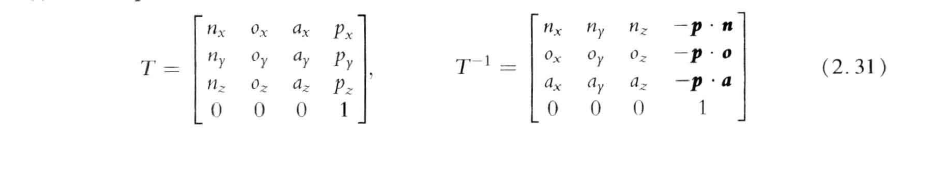 T = [ n_x o_x a_x p_x ; n_y o_y a_y p_y ; n_z o_z a_z p_z ; 0 0 0 1 ], T^{-1} = [ n_x n_y n_z -p · n ; o_x o_y o_z -p · o ; a_x a_y a_z -p · a ; 0 0 0 1 ] (2.31)